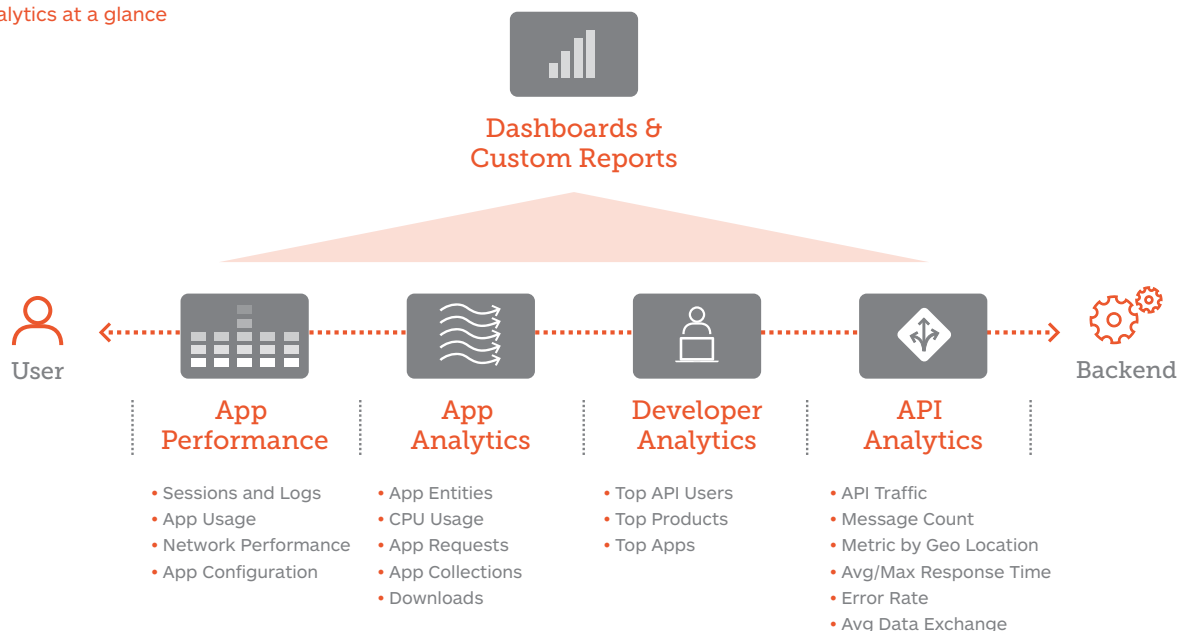 alytics at a glance
Dashboards &
Custom Reports
User
Backend
App
Performance
• Sessions and Logs
• App Usage
• Network Performance
• App Configuration
App
Analytics
• App Entities
• CPU Usage
• App Requests
• App Collections
• Downloads
Developer
Analytics
• Top API Users
• Top Products
• Top Apps
API
Analytics
• API Traffic
• Message Count
• Metric by Geo Location
• Avg/Max Response Time
• Error Rate
• Avg Data Exchange